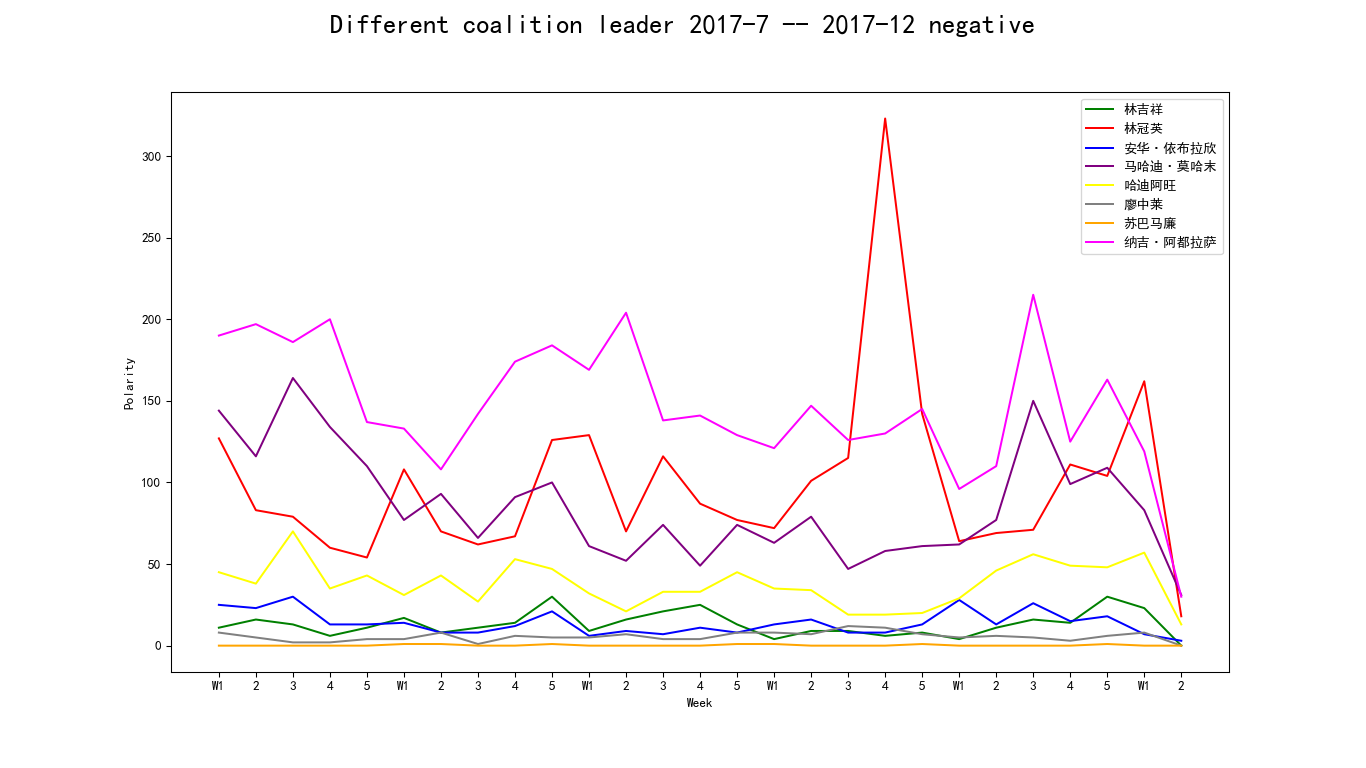 Different coalition leader 2017-7 -- 2017-12 negative
林吉祥
林冠英
安华·依布拉欣
马哈迪·莫哈末
哈迪阿旺
廖中莱
苏巴马廉
纳吉·阿都拉萨
300
250
200
150
100
50
0
Polarity
W1 2 3 4 5 W1 2 3 4 5 W1 2 3 4 5 W1 2 3 4 5 W1 2 3 4 5 W1 2
Week